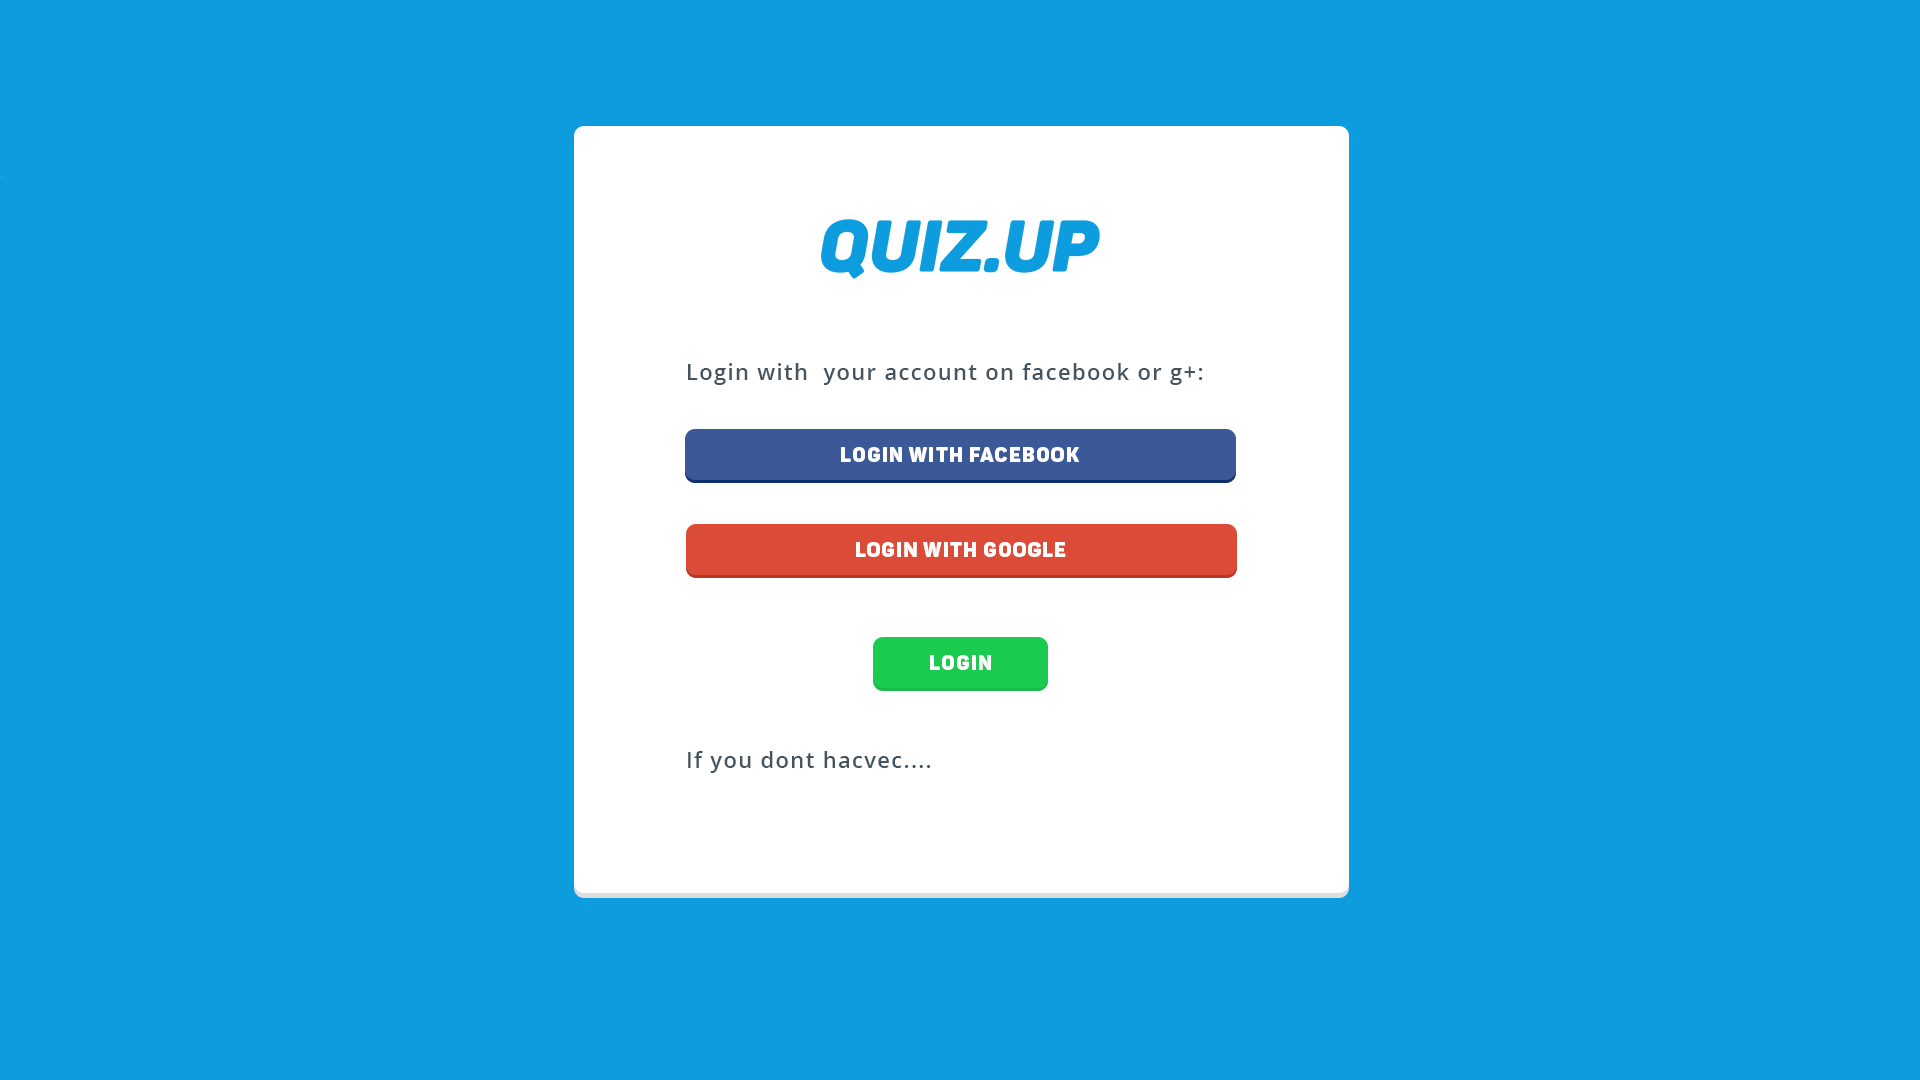 QUIZ.UP
Login with  your account on facebook or g+:
LOGIN WITH FACEBOOK
LOGIN WITH GOOGLE
LOGIN
If you dont hacvec....